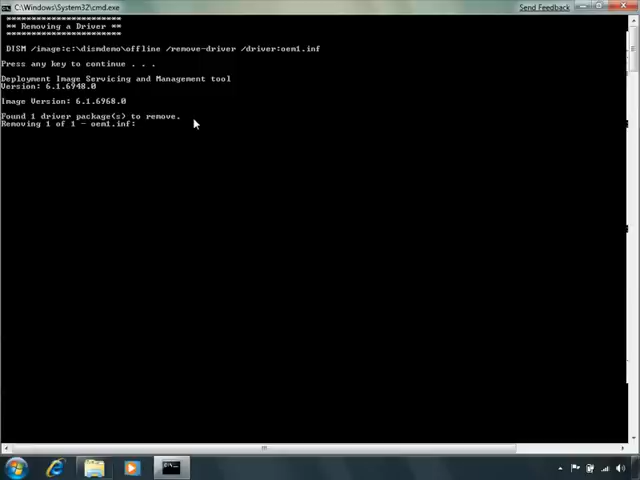 C:\Windows\System32\cmd.exe
Send Feedback
***********************
** Removing a Driver **
***********************
DISM /image:c:\dismdemo\offline /remove-driver /driver:oem1.inf
Press any key to continue . . .
Deployment Image Servicing and Management tool
Version: 6.1.6948.0
Image Version: 6.1.6968.0
Found 1 driver package(s) to remove.
Removing 1 of 1 - oem1.inf: